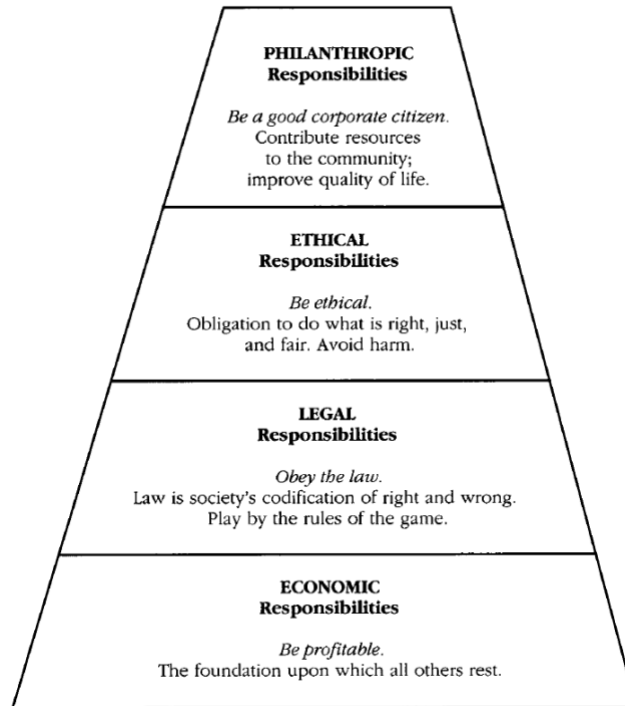 PHILANTHROPIC
Responsibilities
Be a good corporate citizen.
Contribute resources
to the community;
improve quality of life.
ETHICAL
Responsibilities
Be ethical.
Obligation to do what is right, just,
and fair. Avoid harm.
LEGAL
Responsibilities
Obey the law.
Law is society's codification of right and wrong.
Play by the rules of the game.
ECONOMIC
Responsibilities
Be profitable.
The foundation upon which all others rest.